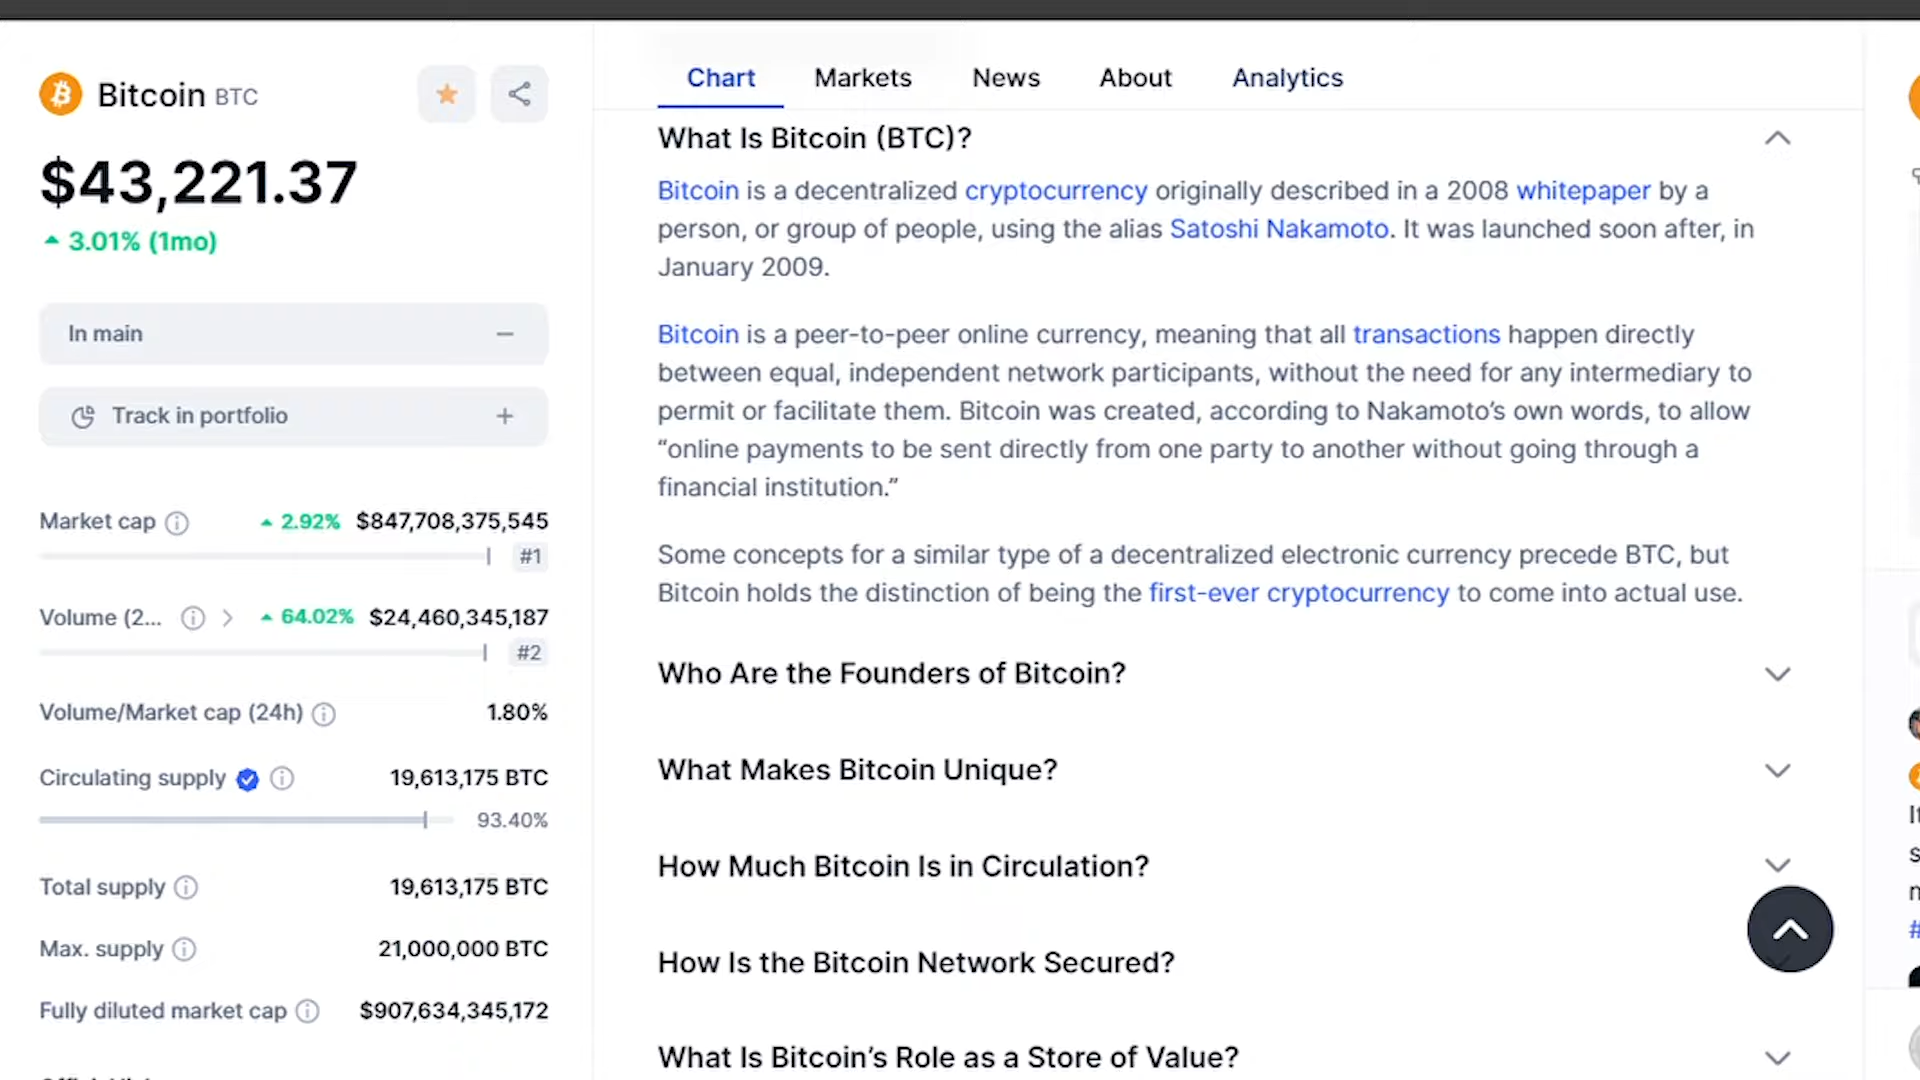 Bitcoin BTC
$43,221.37
3.01% (1mo)
In main
Track in portfolio
Market cap 2.92% $847,708,375,545
#1
Volume (2... 64.02% $24,460,345,187
#2
Volume/Market cap (24h) 1.80%
Circulating supply 19,613,175 BTC
93.40%
Total supply 19,613,175 BTC
Max. supply 21,000,000 BTC
Fully diluted market cap $907,634,345,172
Chart Markets News About Analytics
What Is Bitcoin (BTC)?
Bitcoin is a decentralized cryptocurrency originally described in a 2008 whitepaper by a
person, or group of people, using the alias Satoshi Nakamoto. It was launched soon after, in
January 2009.
Bitcoin is a peer-to-peer online currency, meaning that all transactions happen directly
between equal, independent network participants, without the need for any intermediary to
permit or facilitate them. Bitcoin was created, according to Nakamoto’s own words, to allow
“online payments to be sent directly from one party to another without going through a
financial institution.”
Some concepts for a similar type of a decentralized electronic currency precede BTC, but
Bitcoin holds the distinction of being the first-ever cryptocurrency to come into actual use.
Who Are the Founders of Bitcoin?
What Makes Bitcoin Unique?
How Much Bitcoin Is in Circulation?
How Is the Bitcoin Network Secured?
What Is Bitcoin’s Role as a Store of Value?